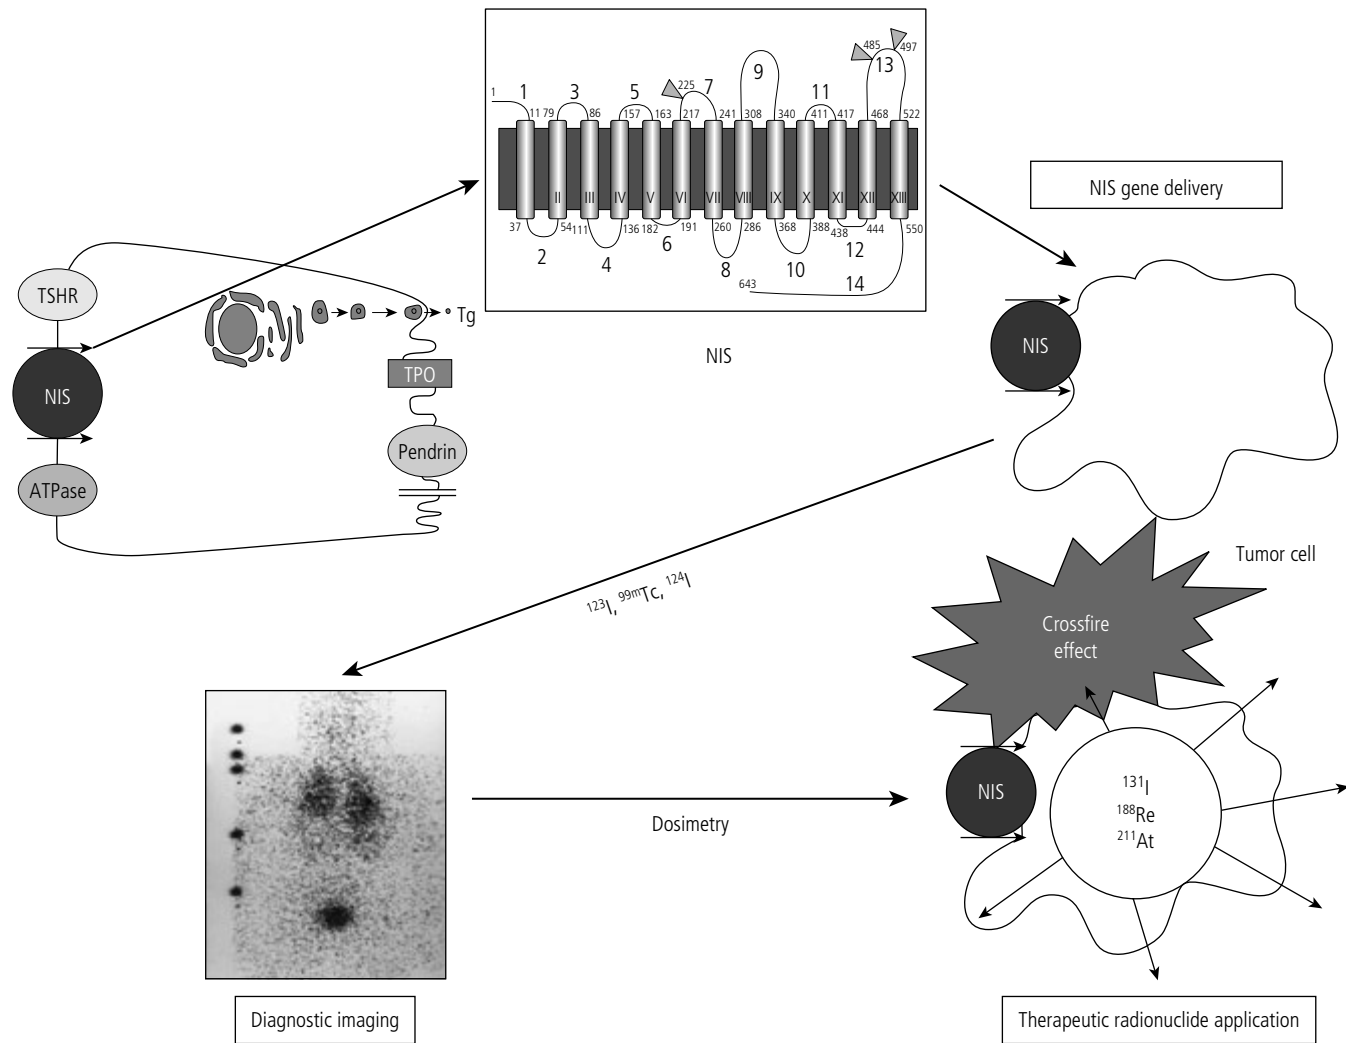 485
497
13
9
225
7
1
1
3
5
11
11 79
86
157
163
217
241
308
340
411
417
468
522
II
III
IV
V
VI
VII
VIII
IX
X
XI
XII
XIII
37
54
111
136
182
191
260
286
368
388
438
444
550
2
4
6
8
10
12
14
643
NIS
NIS gene delivery
NIS
TSHR
NIS
ATPase
Tg
TPO
Pendrin
Tumor cell
123I, 99mTc, 124I
Crossfire
effect
NIS
131I
188Re
211At
Dosimetry
Diagnostic imaging
Therapeutic radionuclide application